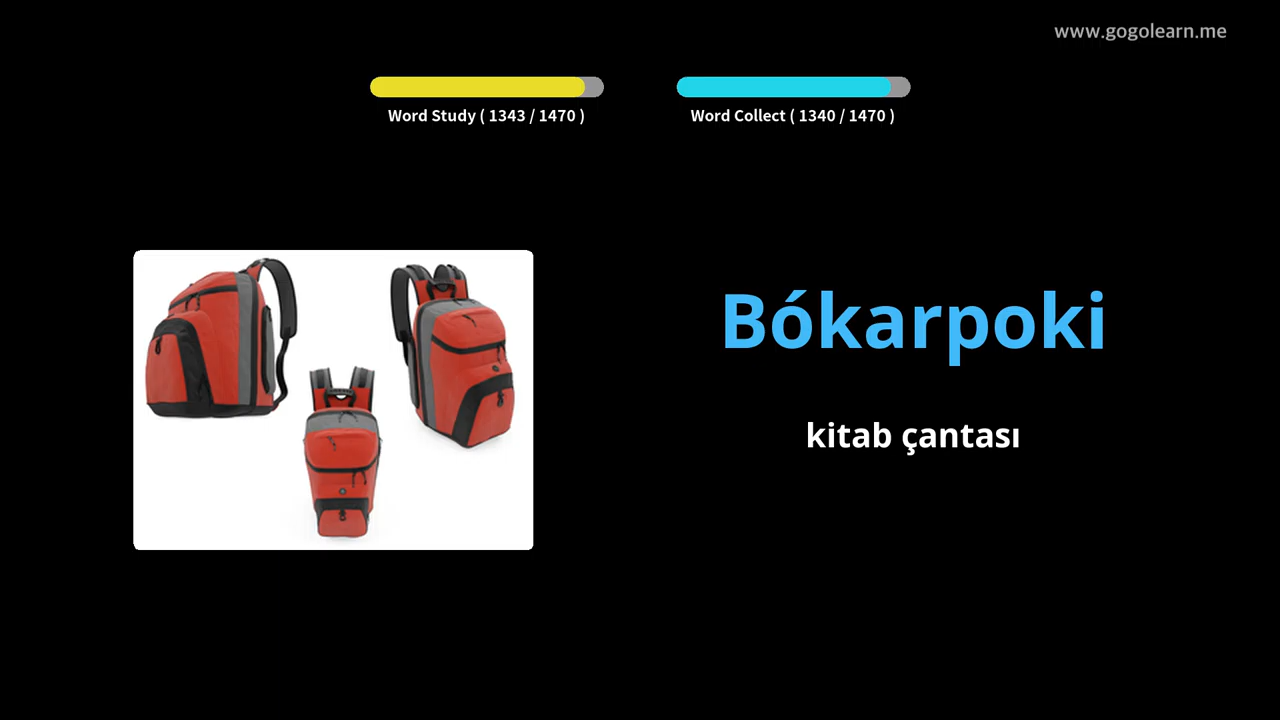 www.gogolearn.me
Word Study ( 1343 / 1470 )
Word Collect ( 1340 / 1470 )
Bókarpoki
kitab çantası